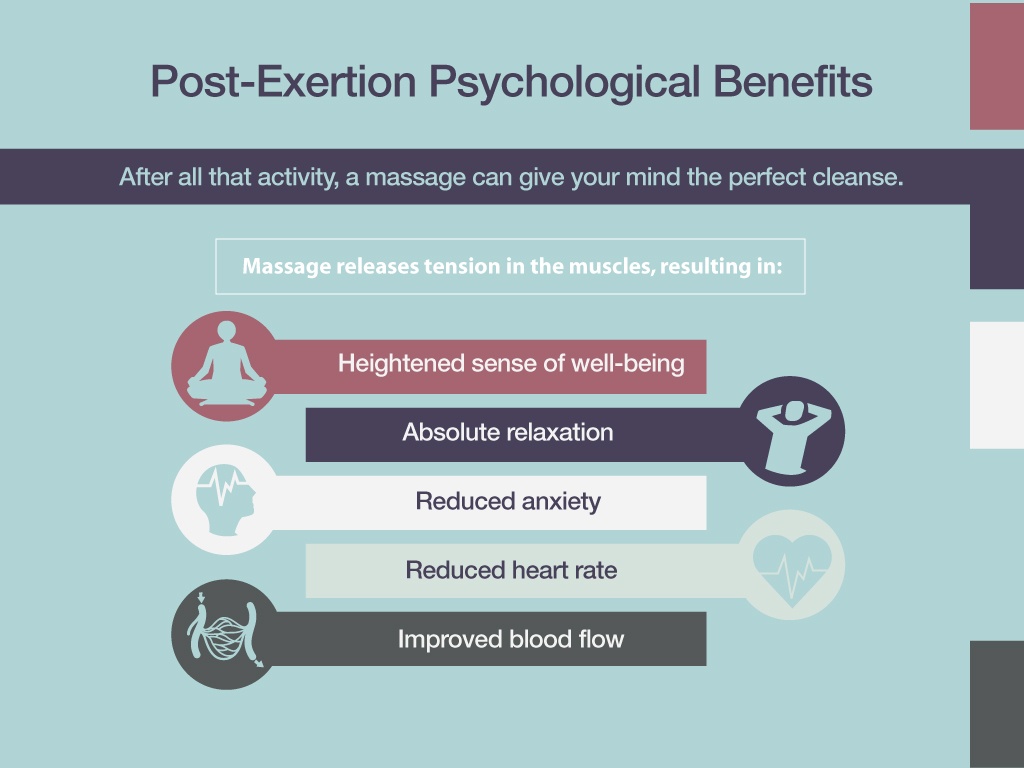 Post-Exertion Psychological Benefits
After all that activity, a massage can give your mind the perfect cleanse.
Massage releases tension in the muscles, resulting in:
Heightened sense of well-being
Absolute relaxation
Reduced anxiety
Reduced heart rate
Improved blood flow